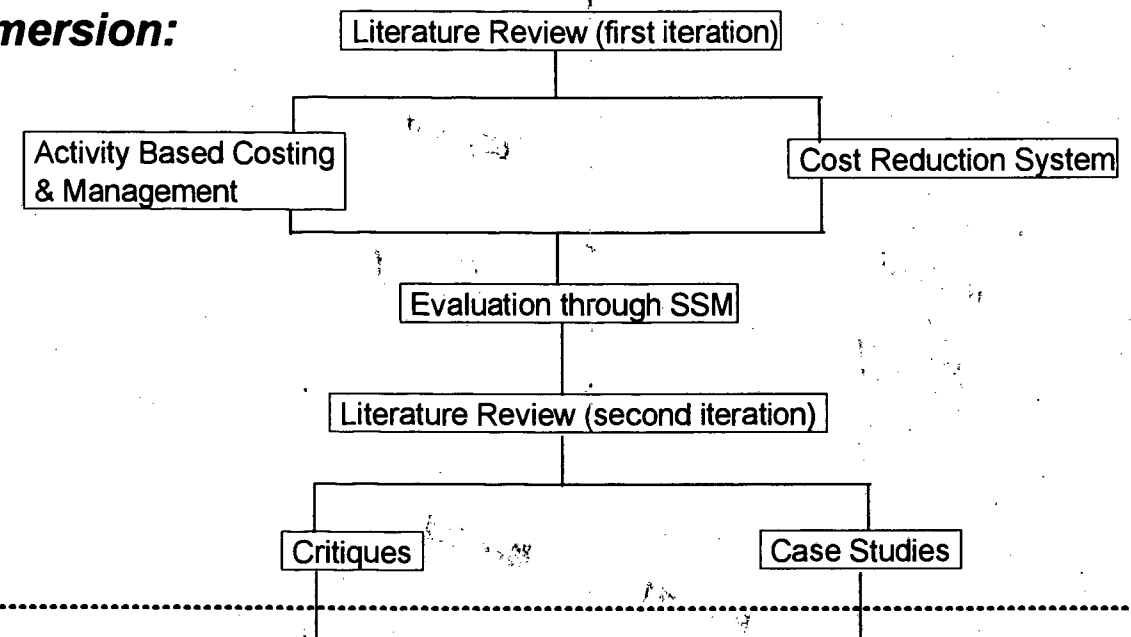 mersion:
Literature Review (first iteration)
Activity Based Costing
& Management
Cost Reduction System
Evaluation through SSM
Literature Review (second iteration)
Critiques
Case Studies